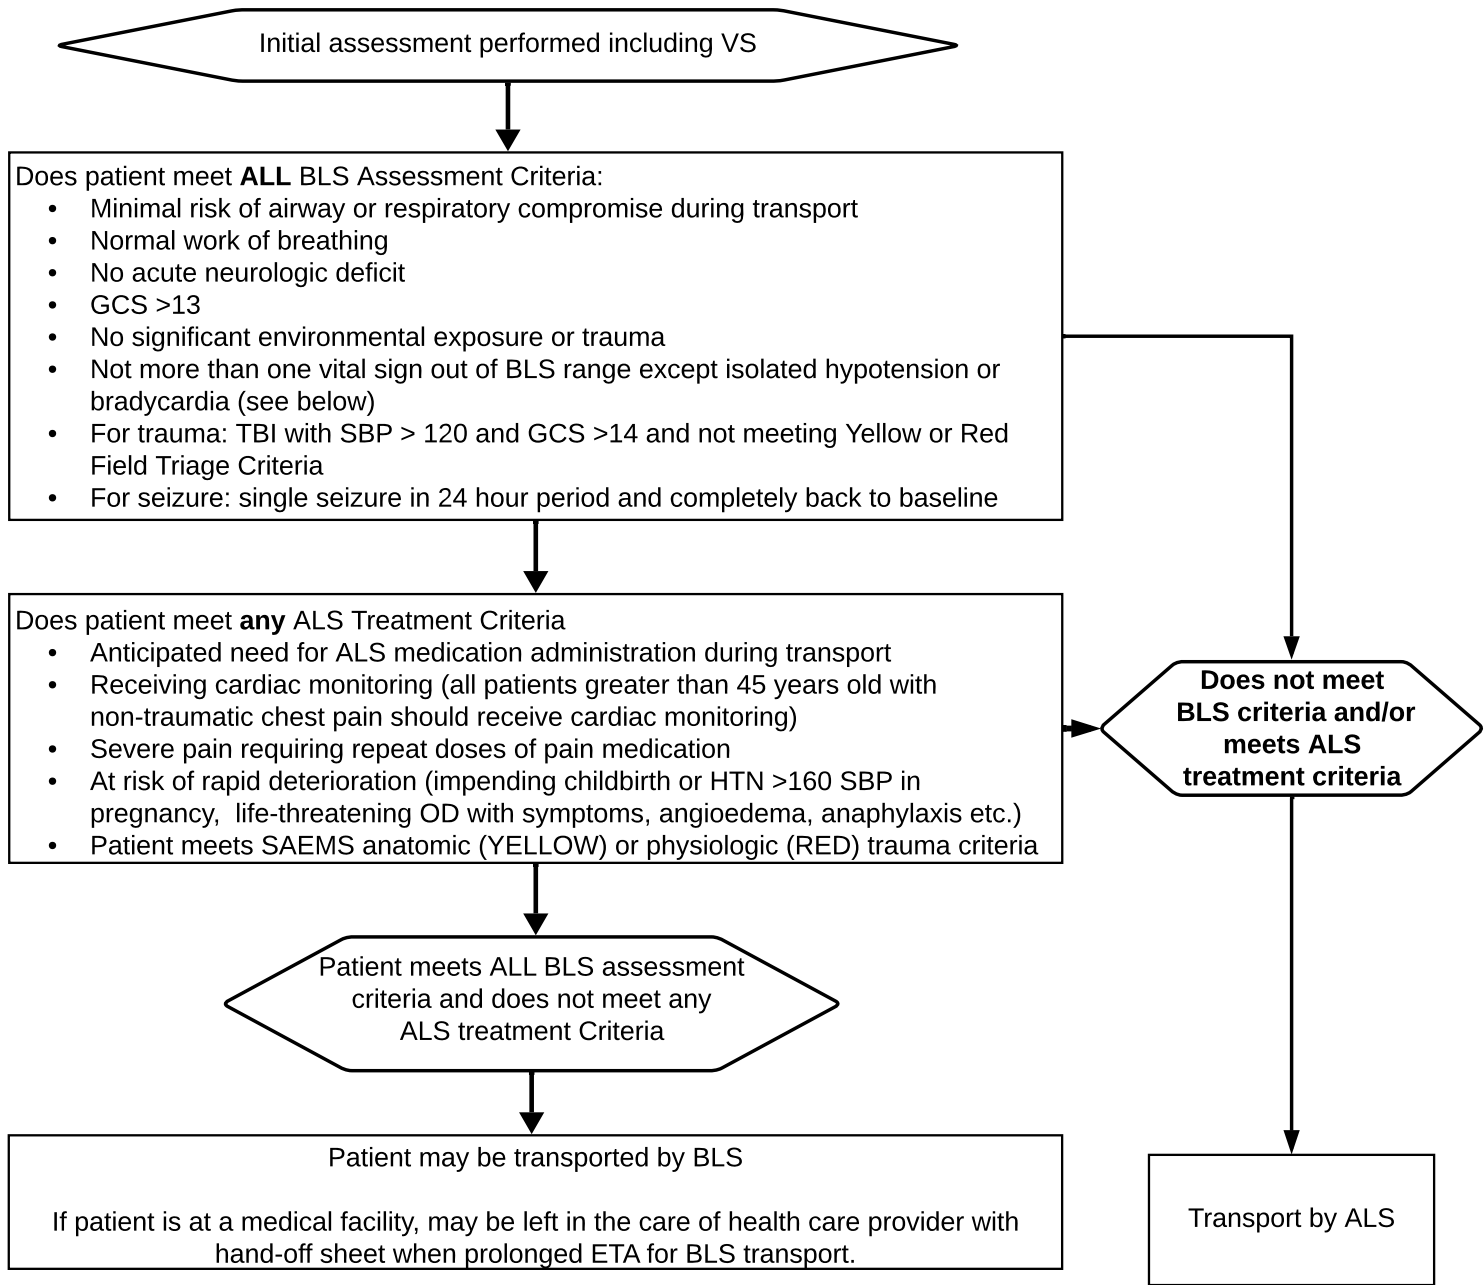 Initial assessment performed including VS
Does patient meet ALL BLS Assessment Criteria:
• Minimal risk of airway or respiratory compromise during transport
• Normal work of breathing
• No acute neurologic deficit
• GCS >13
• No significant environmental exposure or trauma
• Not more than one vital sign out of BLS range except isolated hypotension or
bradycardia (see below)
• For trauma: TBI with SBP > 120 and GCS >14 and not meeting Yellow or Red
Field Triage Criteria
• For seizure: single seizure in 24 hour period and completely back to baseline
Does patient meet any ALS Treatment Criteria
• Anticipated need for ALS medication administration during transport
• Receiving cardiac monitoring (all patients greater than 45 years old with
non-traumatic chest pain should receive cardiac monitoring)
• Severe pain requiring repeat doses of pain medication
• At risk of rapid deterioration (impending childbirth or HTN >160 SBP in
pregnancy, life-threatening OD with symptoms, angioedema, anaphylaxis etc.)
• Patient meets SAEMS anatomic (YELLOW) or physiologic (RED) trauma criteria
Does not meet
BLS criteria and/or
meets ALS
treatment criteria
Patient meets ALL BLS assessment
criteria and does not meet any
ALS treatment Criteria
Patient may be transported by BLS
If patient is at a medical facility, may be left in the care of health care provider with
hand-off sheet when prolonged ETA for BLS transport.
Transport by ALS